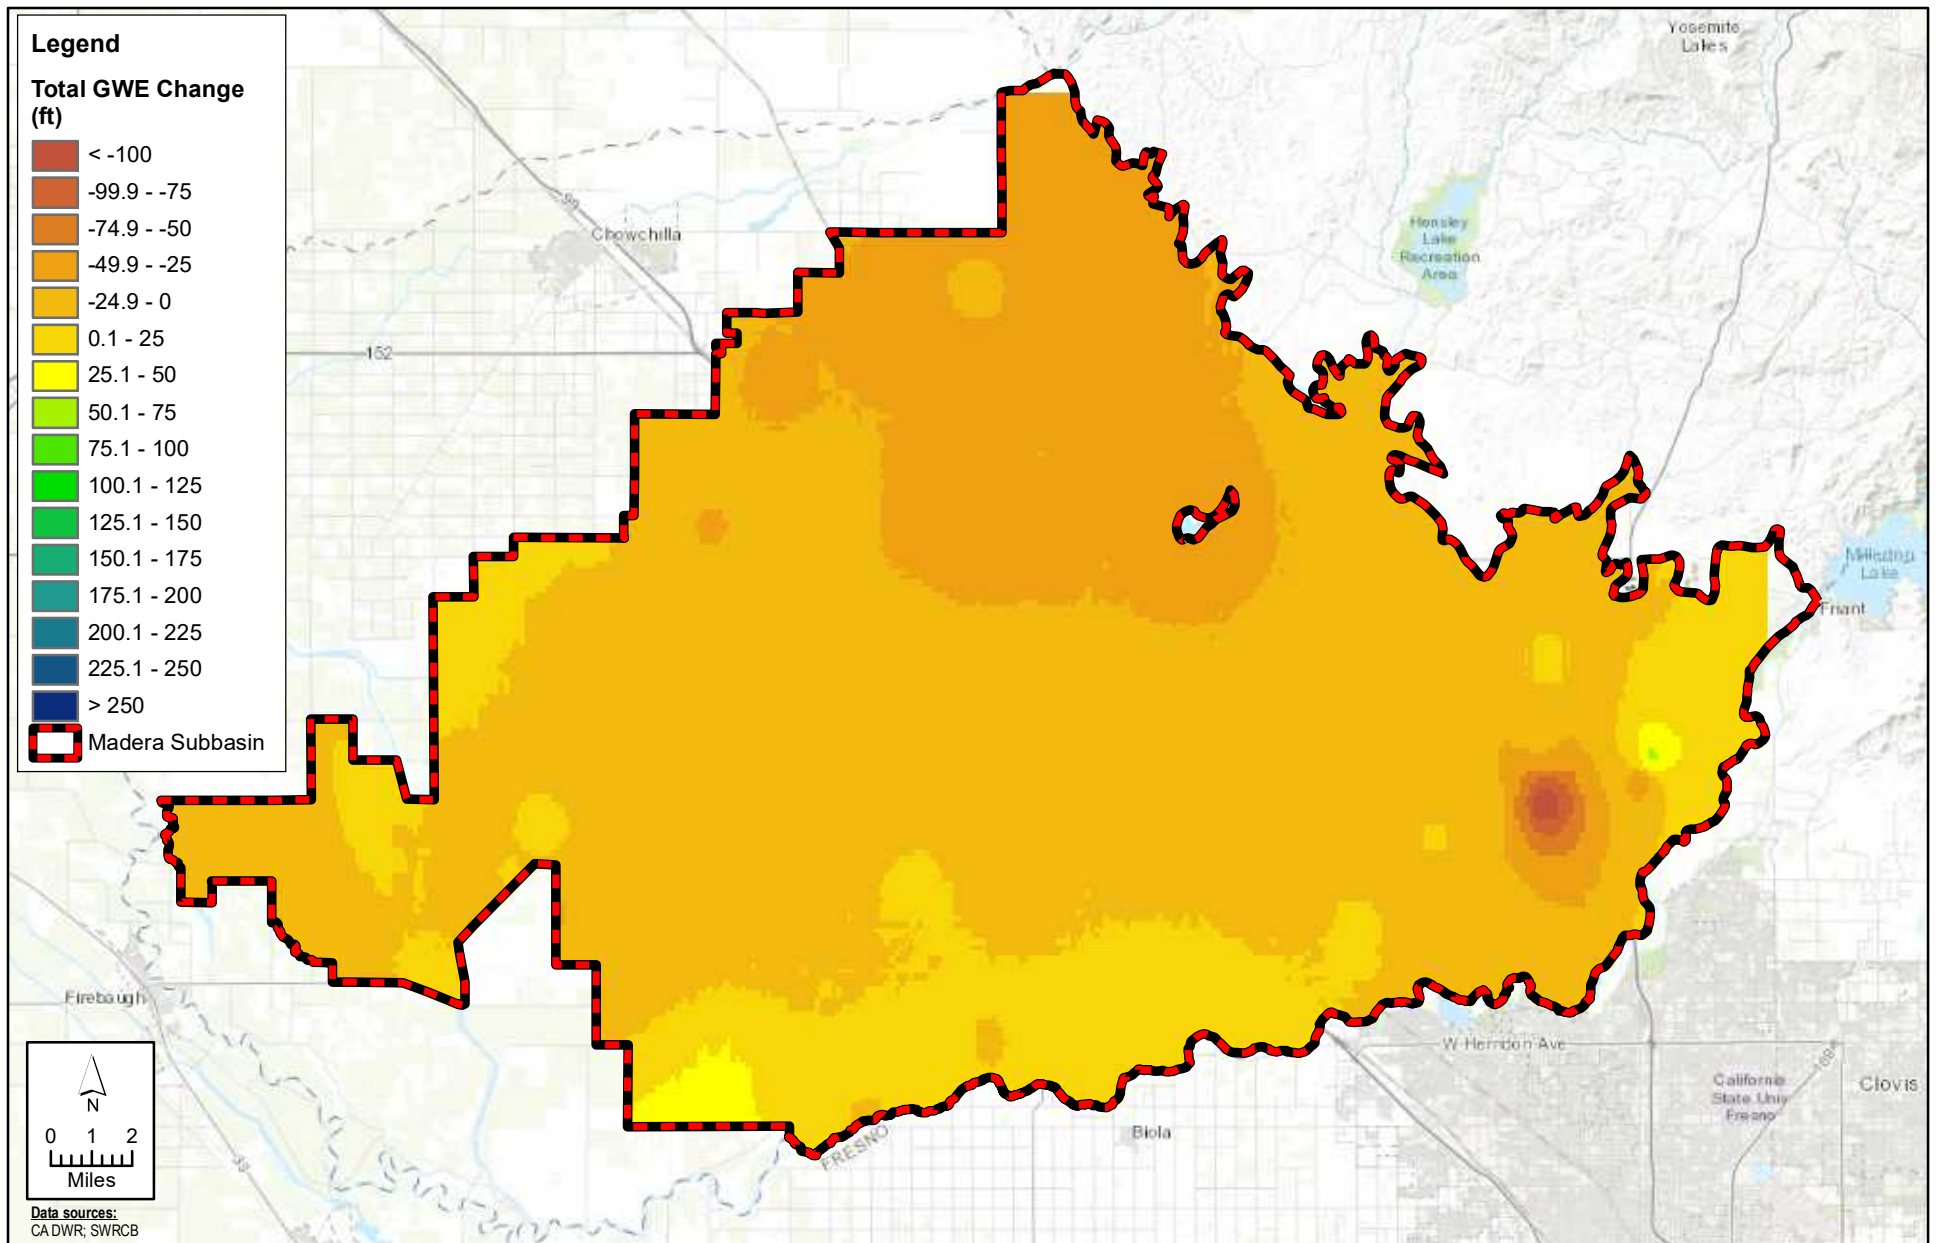 Legend
Total GWE Change
(ft)
< -100
-99.9 - -75
-74.9 - -50
-49.9 - -25
-24.9 - 0
0.1 - 25
25.1 - 50
50.1 - 75
75.1 - 100
100.1 - 125
125.1 - 150
150.1 - 175
175.1 - 200
200.1 - 225
225.1 - 250
> 250
Madera Subbasin
Yosemite
Lakes
Chowchilla
Hensley
Lake
Recreation
Area
152
Millerton
Lake
Friant
Firebaugh
W Herndon Ave
California
State Univ
Fresno
168
Clovis
Biola
FRESNO
N
0 1 2
Miles
Data sources:
CA DWR; SWRCB